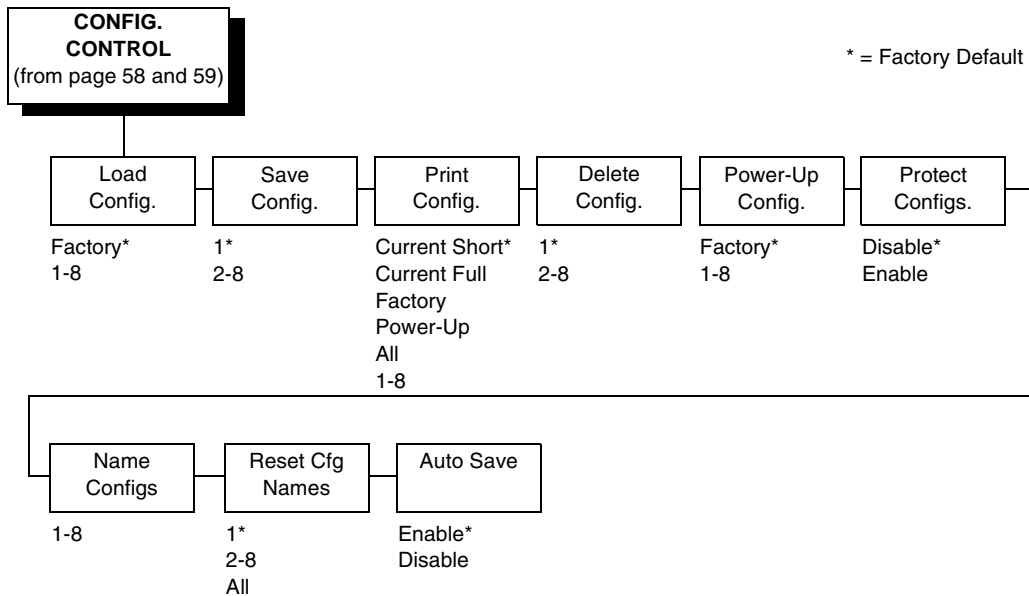 CONFIG.
CONTROL
(from page 58 and 59)
* = Factory Default
Load
Config.
Factory*
1-8
Save
Config.
1*
2-8
Print
Config.
Current Short*
Current Full
Factory
Power-Up
All
1-8
Delete
Config.
1*
2-8
Power-Up
Config.
Factory*
1-8
Protect
Configs.
Disable*
Enable
Name
Configs
1-8
Reset Cfg
Names
1*
2-8
All
Auto Save
Enable*
Disable